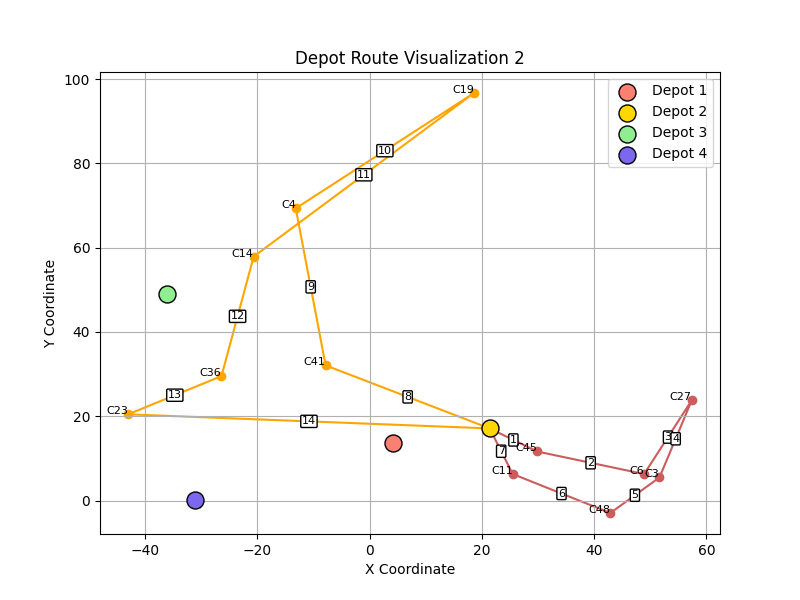 Depot Route Visualization 2
Depot 1
Depot 2
Depot 3
Depot 4
Y Coordinate
100
80
60
40
20
0
C19
10
11
C4
C14
9
12
C41
C36
13
8
C23
14
C27
1
7
C45
2
3
4
C6
C3
C11
6
5
C48
−40
−20
0
20
40
60
X Coordinate